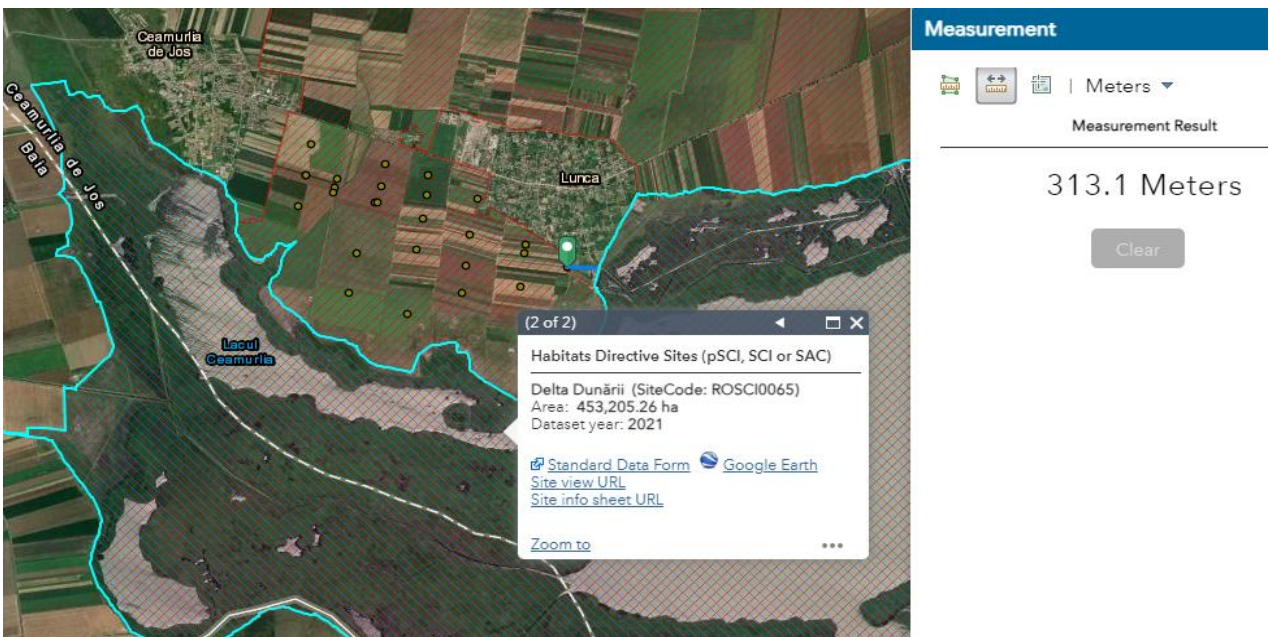 Ceamurlia
de Jos
Ceamurlia de Jos
Baia
Lunca
Lacul
Ceamurlia
(2 of 2)
Habitats Directive Sites (pSCI, SCI or SAC)
Delta Dunării (SiteCode: ROSCI0065)
Area: 453,205.26 ha
Dataset year: 2021
Standard Data Form Google Earth
Site view URL
Site info sheet URL
Zoom to
Measurement
| Meters
Measurement Result
313.1 Meters
Clear